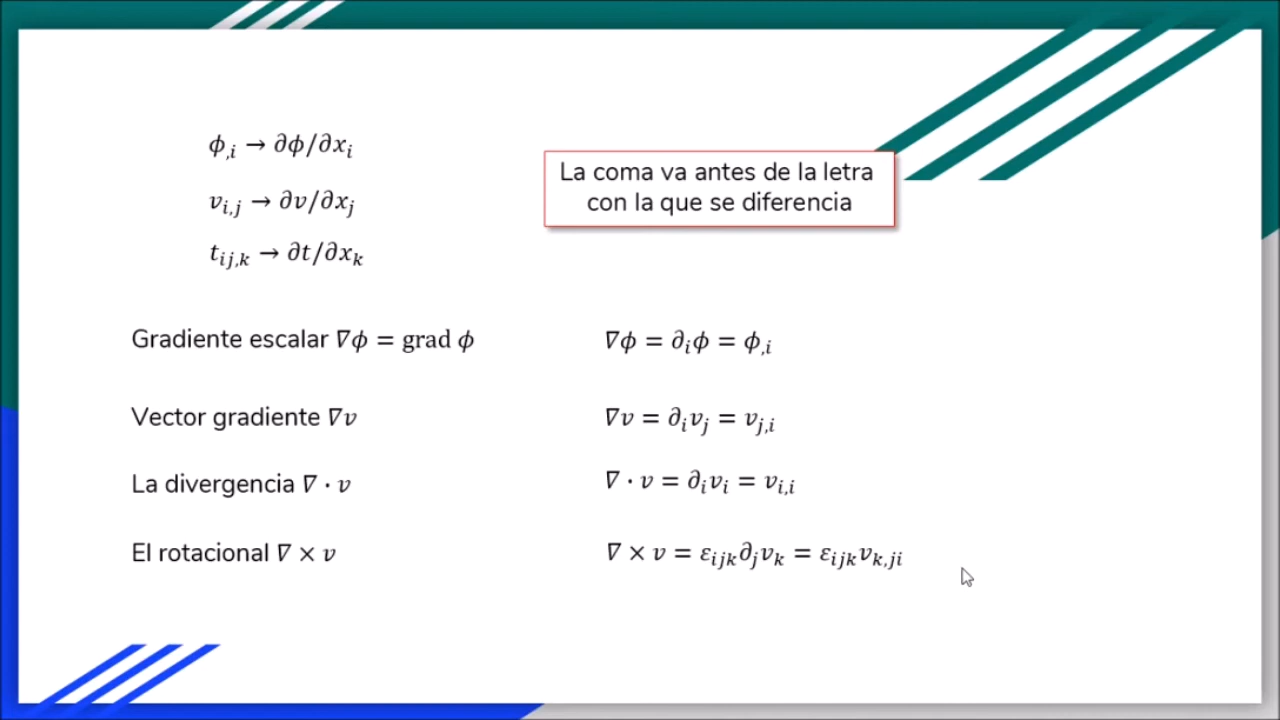 ϕ,i → ∂ϕ/∂xi
vi,j → ∂v/∂xj
tij,k → ∂t/∂xk
La coma va antes de la letra
con la que se diferencia
Gradiente escalar ∇ϕ = grad ϕ
∇ϕ = ∂iϕ = ϕ,i
Vector gradiente ∇v
∇v = ∂ivj = vj,i
La divergencia ∇ · v
∇ · v = ∂ivi = vi,i
El rotacional ∇ × v
∇ × v = εijk∂jvk = εijkvk,ji